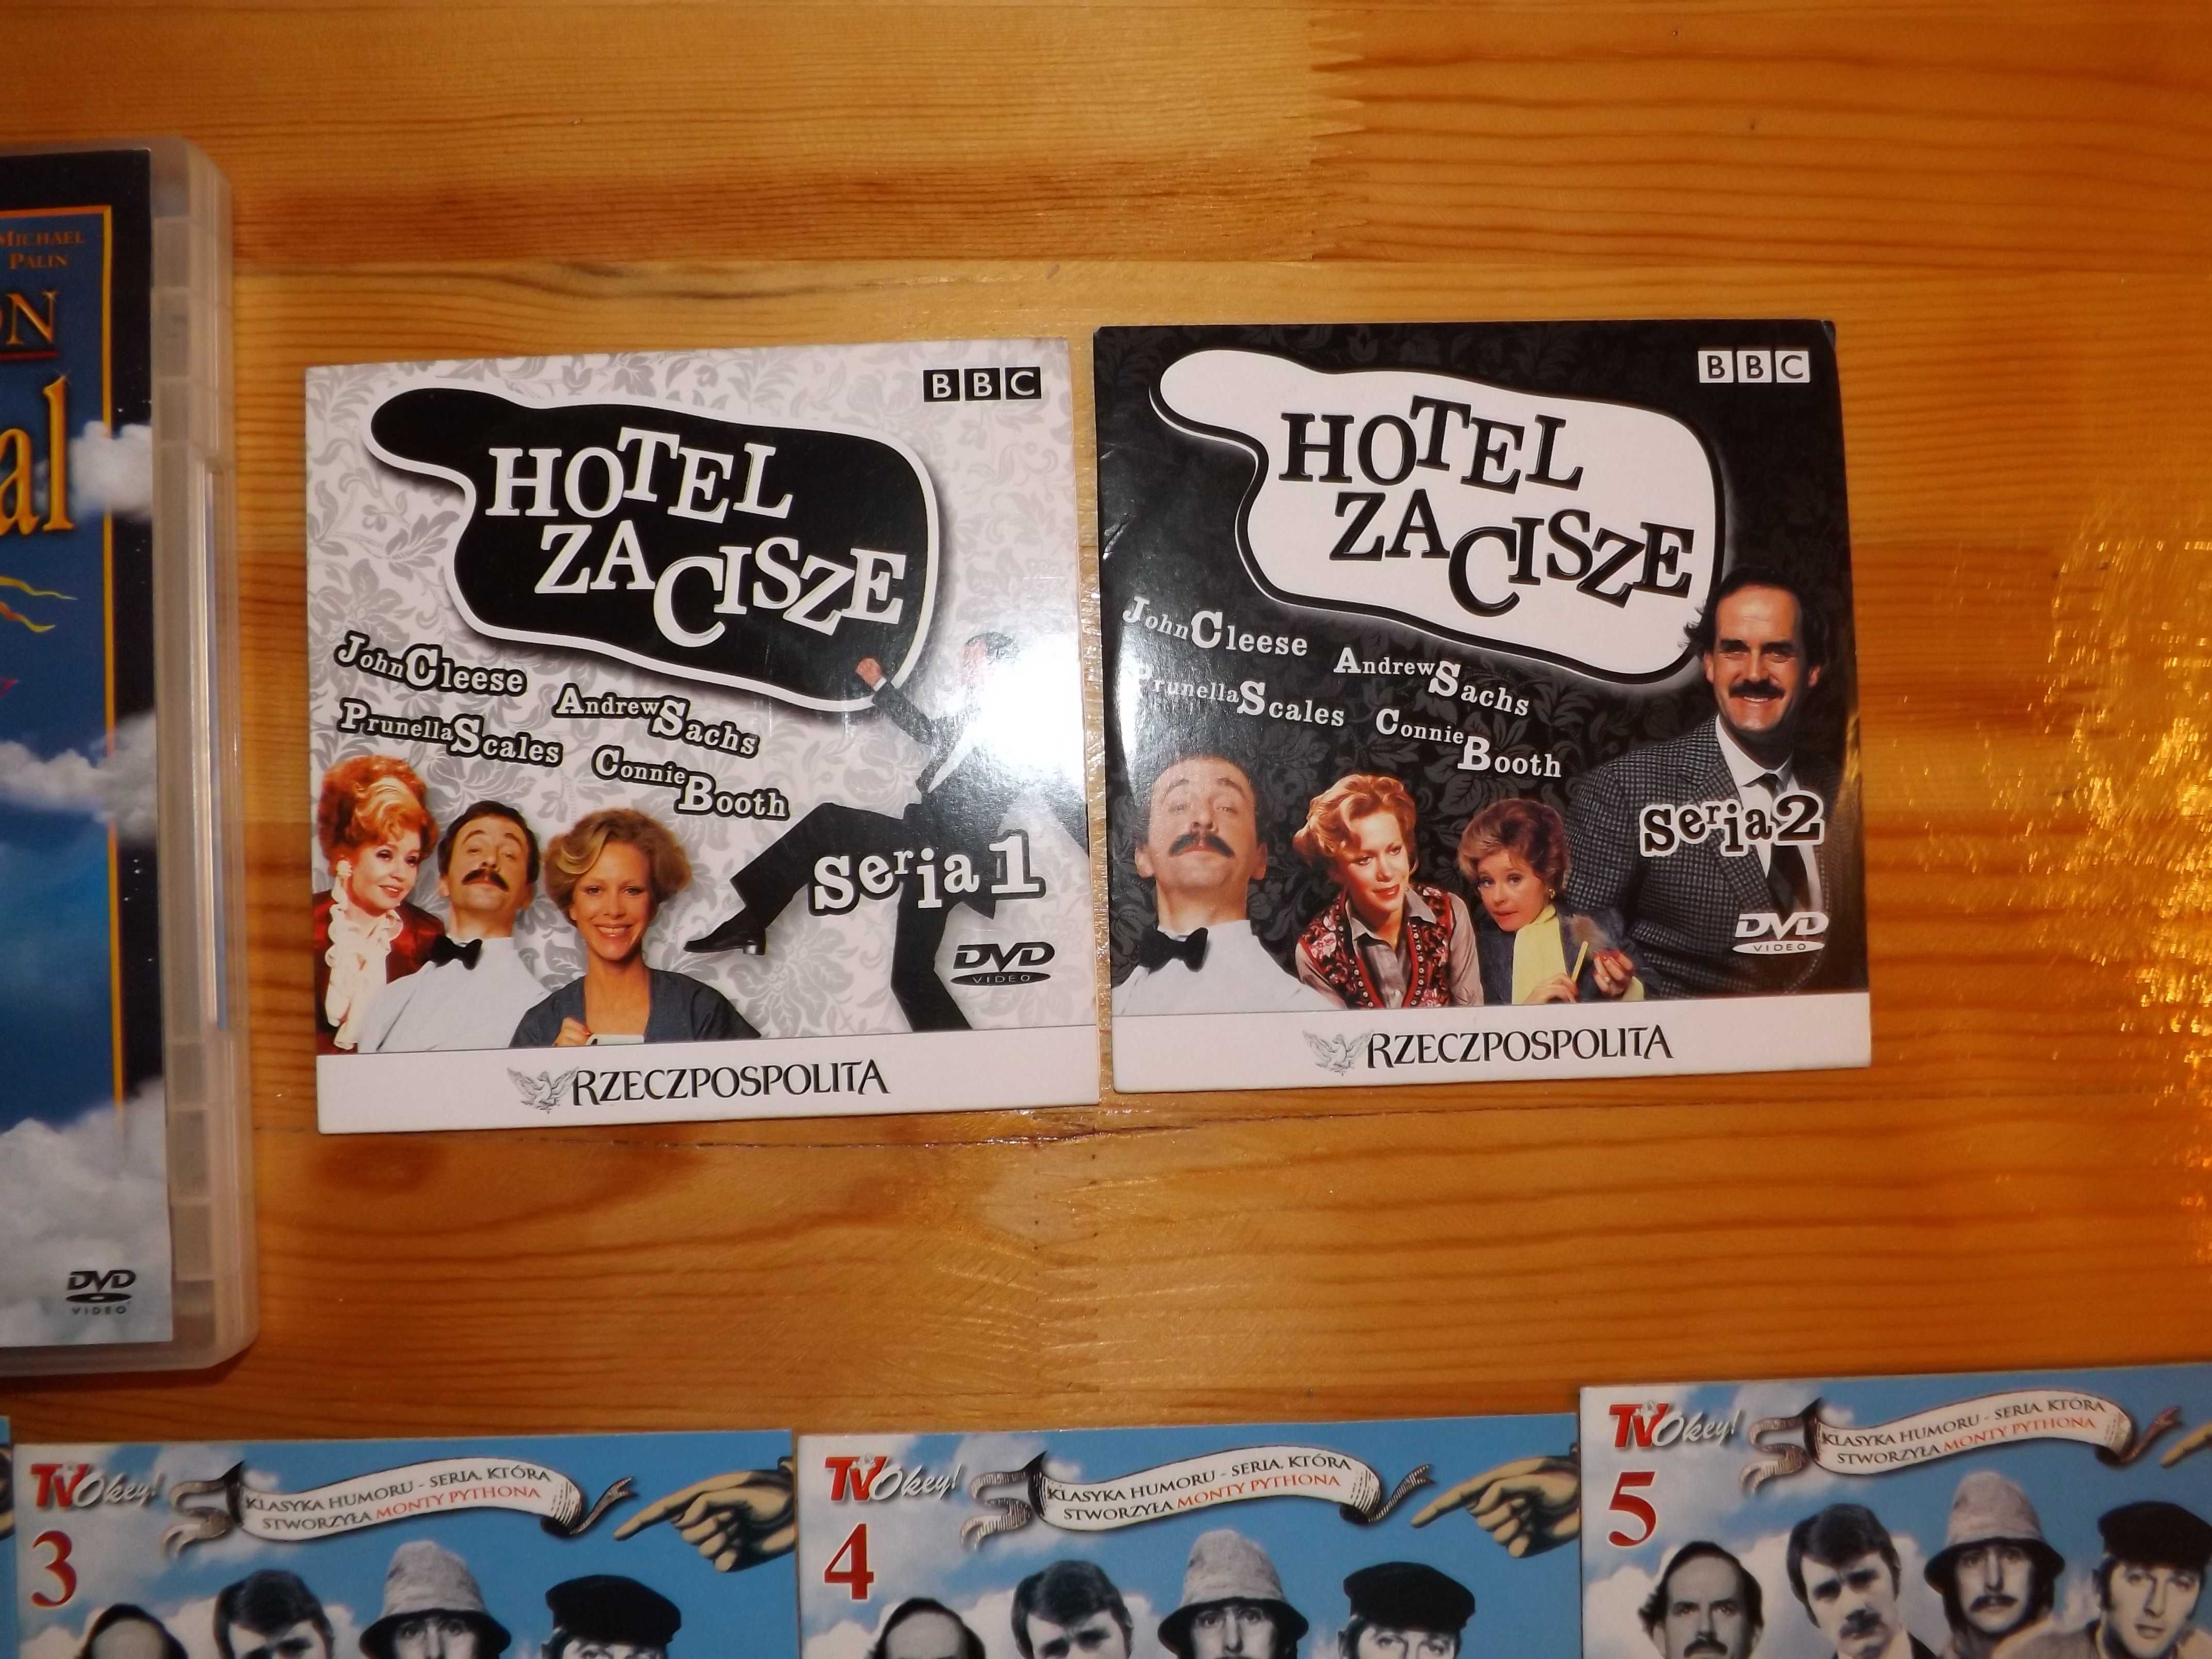 MICHAEL
PALIN
ON
al
DVD
VIDEO
BBC
HOTEL
ZACISZE
John Cleese
Andrew Sachs
Prunella Scales
Connie Booth
Seria 1
DVD
VIDEO
RZECZPOSPOLITA
BBC
HOTEL
ZACISZE
John Cleese
Andrew Sachs
Prunella Scales
Connie Booth
Seria 2
DVD
VIDEO
RZECZPOSPOLITA
TV Okey!
KLASYKA HUMORU - SERIA, KTÓRA
STWORZYŁA MONTY PYTHONA
3
TV Okey!
KLASYKA HUMORU - SERIA, KTÓRA
STWORZYŁA MONTY PYTHONA
4
TV Okey!
KLASYKA HUMORU - SERIA, KTÓRA
STWORZYŁA MONTY PYTHONA
5